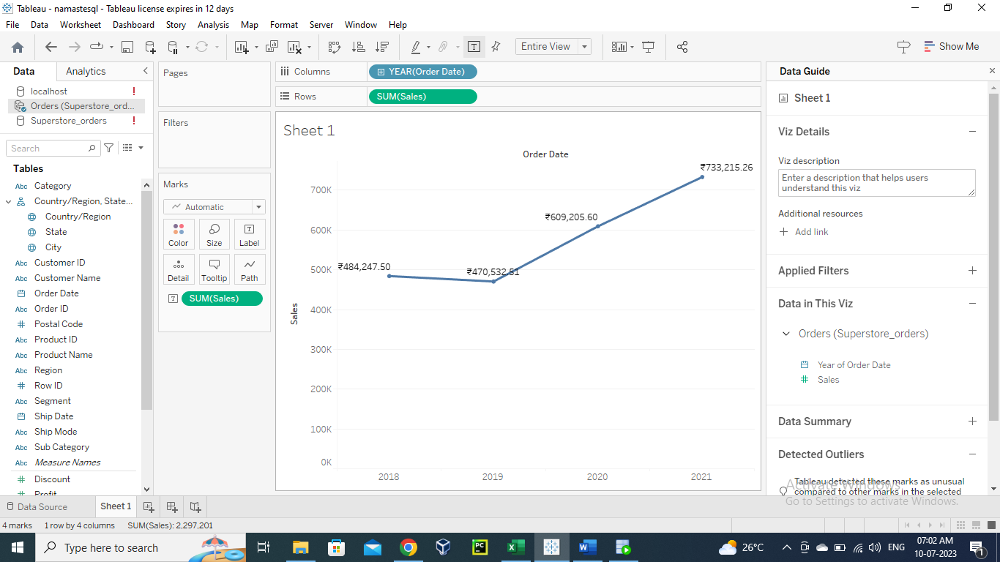 Tableau - namastesql - Tableau license expires in 12 days
File Data Worksheet Dashboard Story Analysis Map Format Server Window Help
Entire View
Show Me
Data Analytics
localhost !
Orders (Superstore_ord...
Superstore_orders !
Search
Tables
Abc Category
Country/Region, State...
Country/Region
State
City
Abc Customer ID
Abc Customer Name
Order Date
Abc Order ID
# Postal Code
Abc Product ID
Abc Product Name
Abc Region
# Row ID
Abc Segment
Ship Date
Abc Ship Mode
Abc Sub Category
Abc Measure Names
# Discount
# Profit
Pages
Filters
Marks
Automatic
Color Size Label
Detail Tooltip Path
SUM(Sales)
Columns YEAR(Order Date)
Rows SUM(Sales)
Sheet 1
Order Date
₹733,215.26
₹609,205.60
₹484,247.50
₹470,532.51
Sales
700K
600K
500K
400K
300K
200K
100K
0K
2018 2019 2020 2021
Data Guide
Sheet 1
Viz Details
Viz description
Enter a description that helps users
understand this viz
Additional resources
Add link
Applied Filters
Data in This Viz
Orders (Superstore_orders)
Year of Order Date
# Sales
Data Summary
Detected Outliers
Tableau detected these marks as unusual
compared to other marks in the selected
Activate Windows
Go to Settings to activate Windows.
Data Source Sheet 1
4 marks 1 row by 4 columns SUM(Sales): 2,297,201
Type here to search
PC
26°C
ENG
07:02 AM
10-07-2023
1